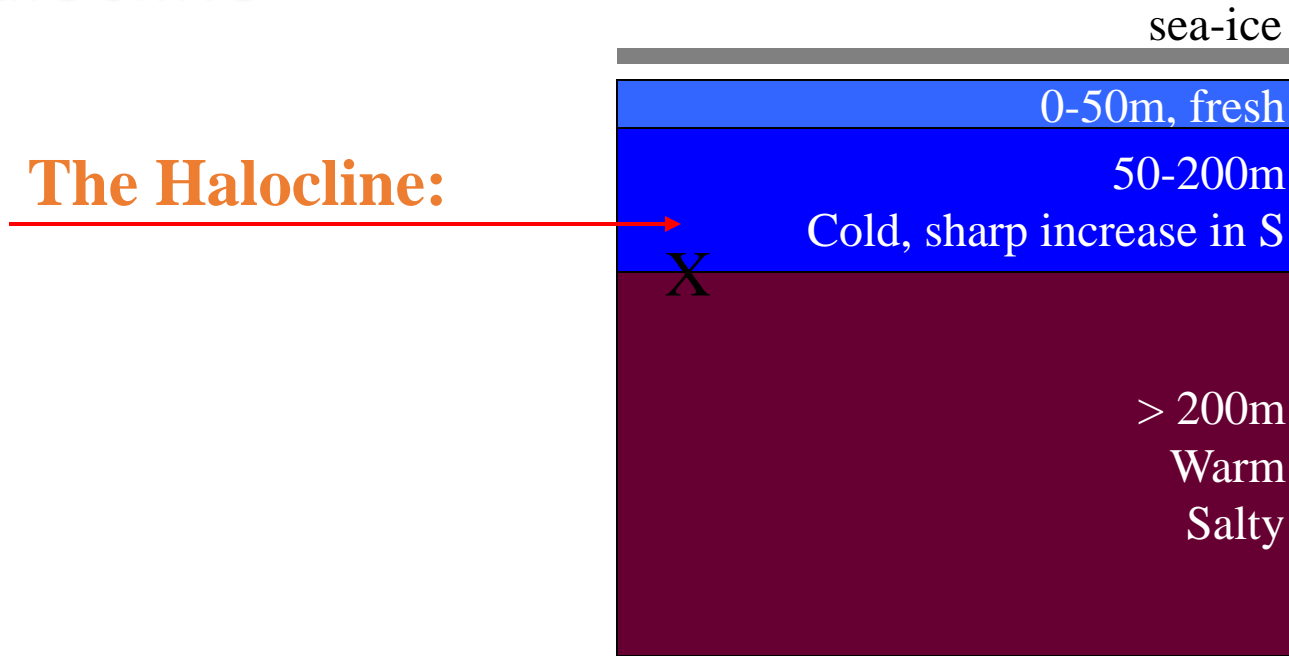 sea-ice
0-50m, fresh
The Halocline:
50-200m
Cold, sharp increase in S
X
> 200m
Warm
Salty